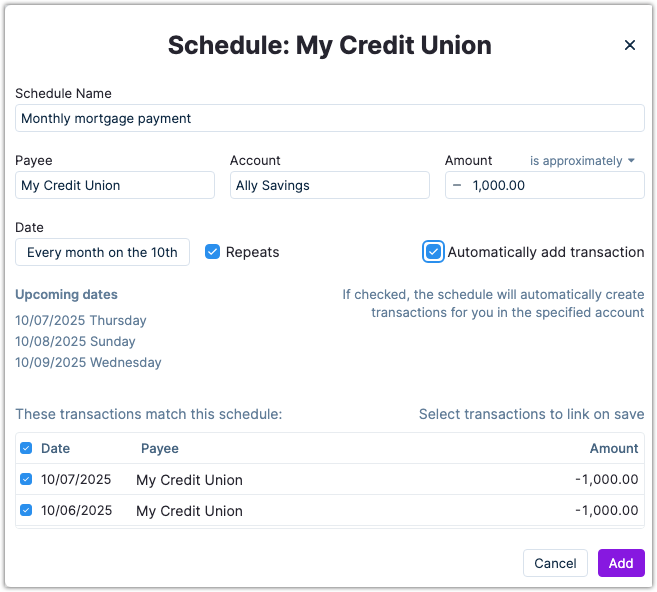 Schedule: My Credit Union
Schedule Name
Monthly mortgage payment
Payee Account Amount is approximately
My Credit Union Ally Savings − 1,000.00
Date
Every month on the 10th Repeats Automatically add transaction
Upcoming dates
10/07/2025 Thursday
10/08/2025 Sunday
10/09/2025 Wednesday
If checked, the schedule will automatically create
transactions for you in the specified account
These transactions match this schedule: Select transactions to link on save
Date Payee Amount
10/07/2025 My Credit Union -1,000.00
10/06/2025 My Credit Union -1,000.00
Cancel Add